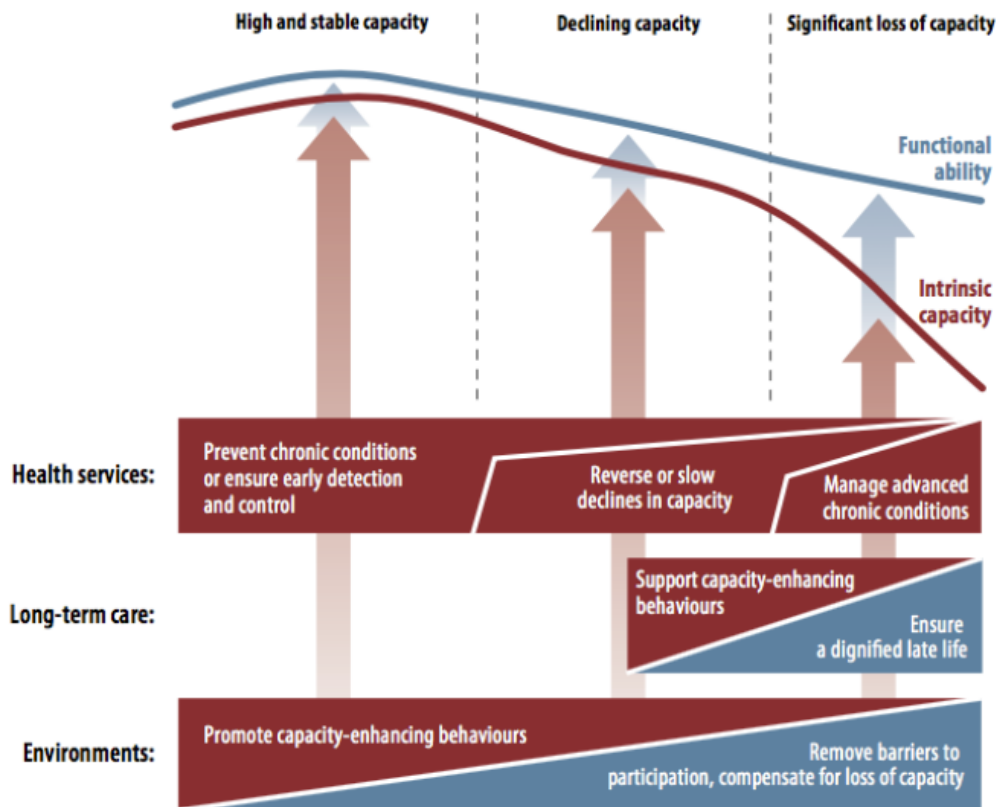 High and stable capacity
Declining capacity
Significant loss of capacity
Functional
ability
Intrinsic
capacity
Health services:
Prevent chronic conditions
or ensure early detection
and control
Reverse or slow
declines in capacity
Manage advanced
chronic conditions
Long-term care:
Support capacity-enhancing
behaviours
Ensure
a dignified late life
Environments:
Promote capacity-enhancing behaviours
Remove barriers to
participation, compensate for loss of capacity